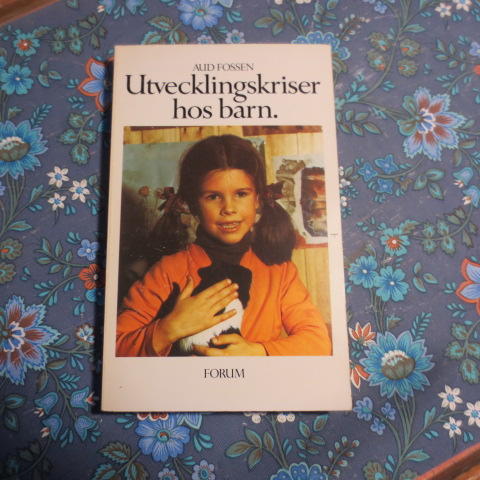 AUD FOSSEN
Utvecklingskriser
hos barn.
FORUM